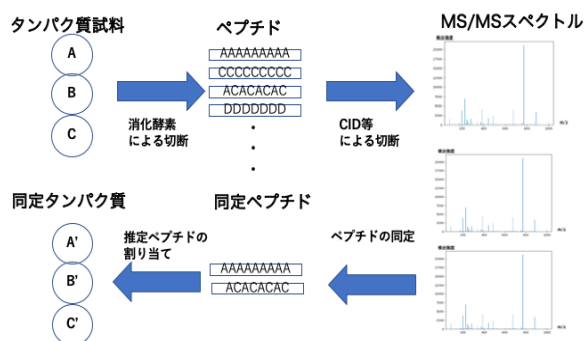 タンパク質試料
ペプチド
MS/MSスペクトル
A
B
C
消化酵素
による切断
AAAAAAAAA
CCCCCCCCC
ACACACAC
DDDDDDD
CID等
による切断
同定タンパク質
同定ペプチド
A'
B'
C'
推定ペプチドの
割り当て
AAAAAAAAA
ACACACAC
ペプチドの同定